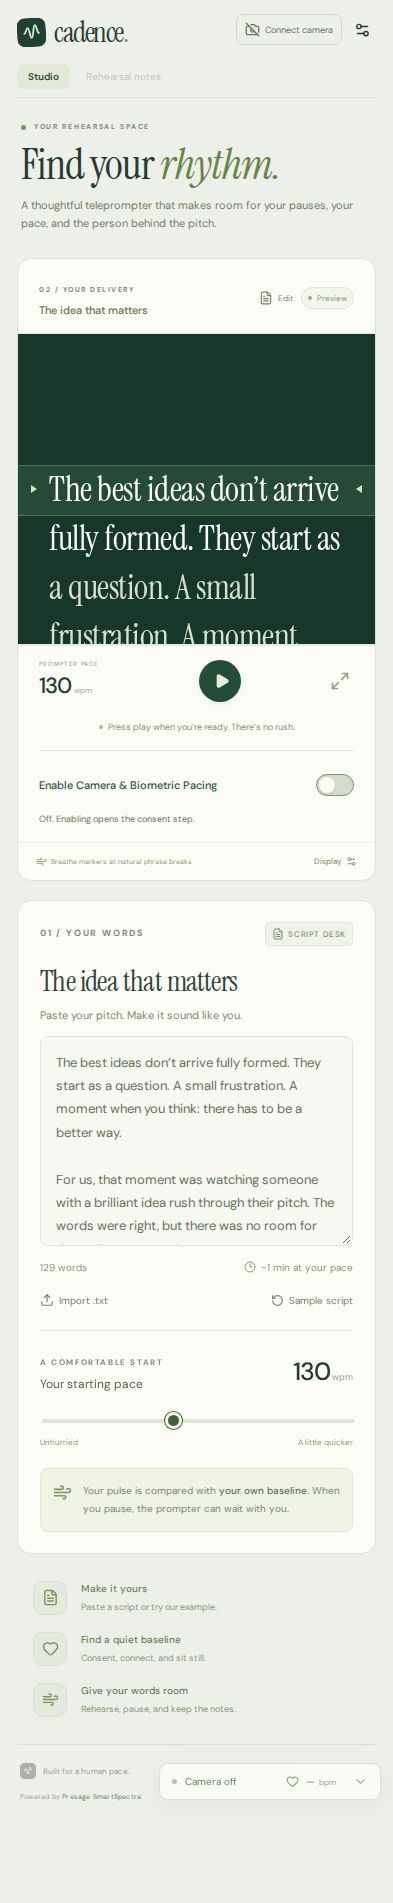 cadence.
Connect camera
Studio
Rehearsal notes
YOUR REHEARSAL SPACE
Find your rhythm.
A thoughtful teleprompter that makes room for your pauses, your
pace, and the person behind the pitch.
02 / YOUR DELIVERY
The idea that matters
Edit
Preview
The best ideas don’t arrive
fully formed. They start as
a question. A small
frustration. A moment
PROMPTER PACE
130 wpm
Press play when you're ready. There's no rush.
Enable Camera & Biometric Pacing
Off. Enabling opens the consent step.
Breathe markers at natural phrase breaks
Display
01 / YOUR WORDS
SCRIPT DESK
The idea that matters
Paste your pitch. Make it sound like you.
The best ideas don’t arrive fully formed. They
start as a question. A small frustration. A
moment when you think: there has to be a
better way.
For us, that moment was watching someone
with a brilliant idea rush through their pitch. The
words were right, but there was no room for
129 words
~1 min at your pace
Import .txt
Sample script
A COMFORTABLE START
Your starting pace
130 wpm
Unhurried
A little quicker
Your pulse is compared with your own baseline. When
you pause, the prompter can wait with you.
Make it yours
Paste a script or try our example.
Find a quiet baseline
Consent, connect, and sit still.
Give your words room
Rehearse, pause, and keep the notes.
Built for a human pace.
Powered by Presage SmartSpectra
Camera off
— bpm